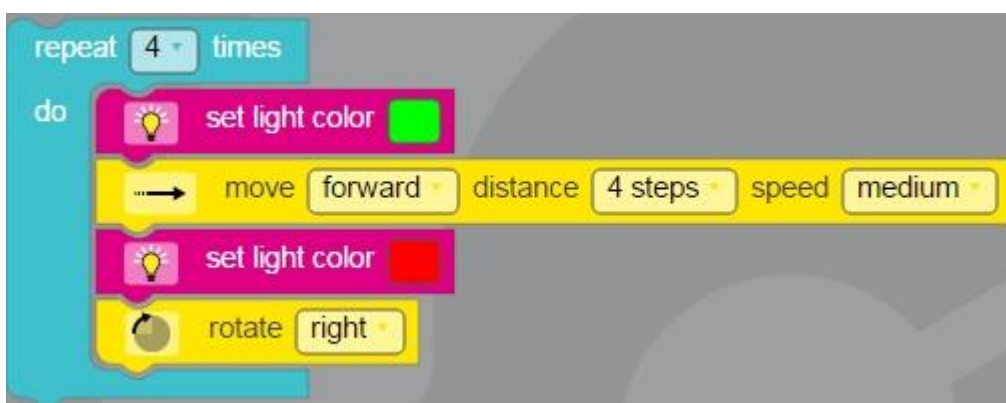 repeat 4 times
do
set light color
move forward distance 4 steps speed medium
set light color
rotate right